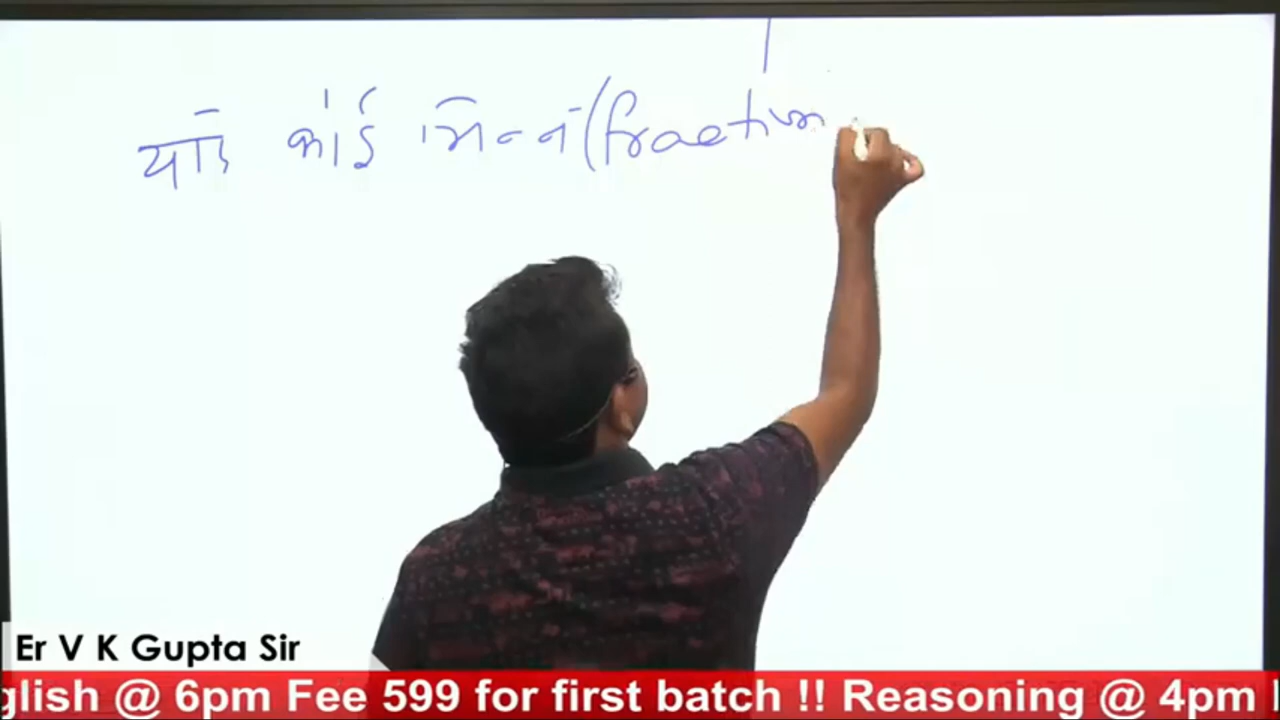 यदि कोई भिन्न (fraction
Er V K Gupta Sir
glish @ 6pm Fee 599 for first batch !! Reasoning @ 4pm